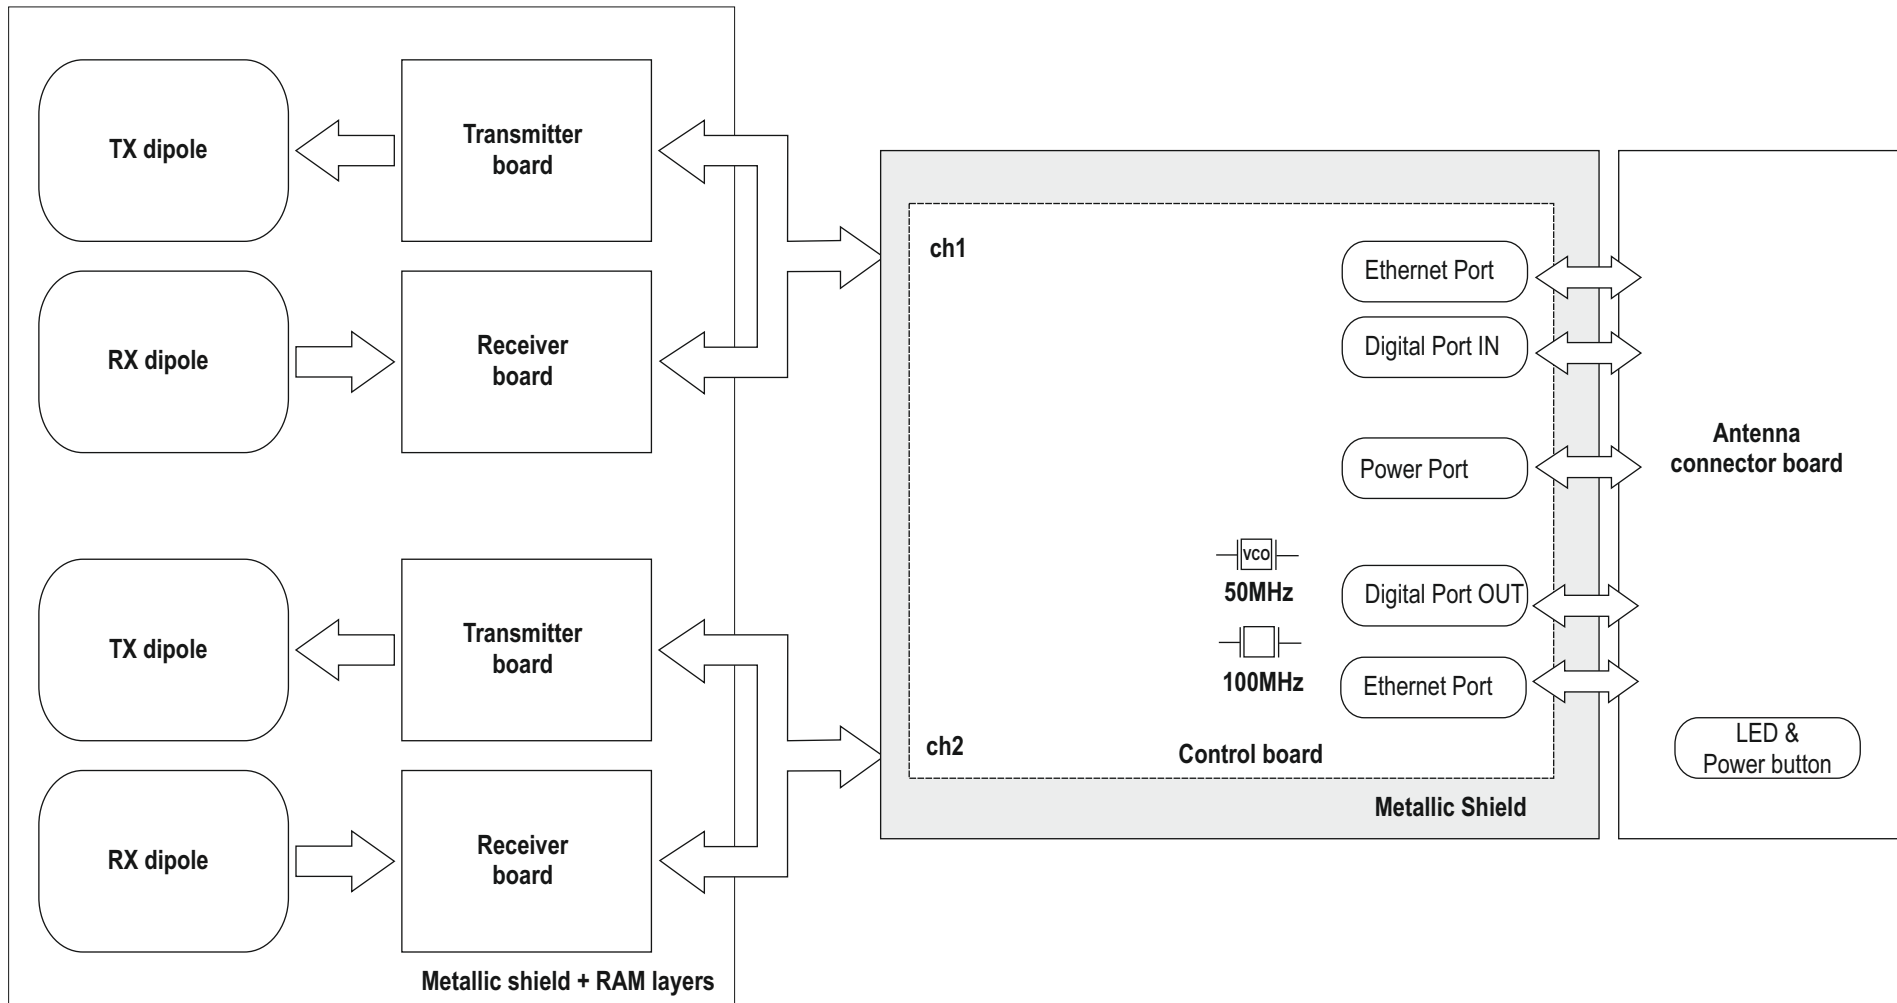 TX dipole
Transmitter
board
RX dipole
Receiver
board
TX dipole
Transmitter
board
RX dipole
Receiver
board
Metallic shield + RAM layers
ch1
ch2
Ethernet Port
Digital Port IN
Power Port
VCO
50MHz
Digital Port OUT
100MHz
Ethernet Port
Control board
Metallic Shield
Antenna
connector board
LED &
Power button